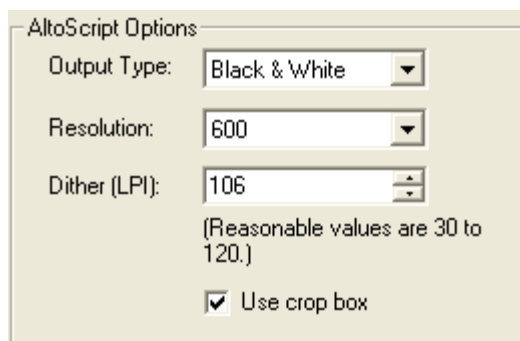 AltoScript Options
Output Type: Black & White
Resolution: 600
Dither (LPI): 106
(Reasonable values are 30 to
120.)
Use crop box